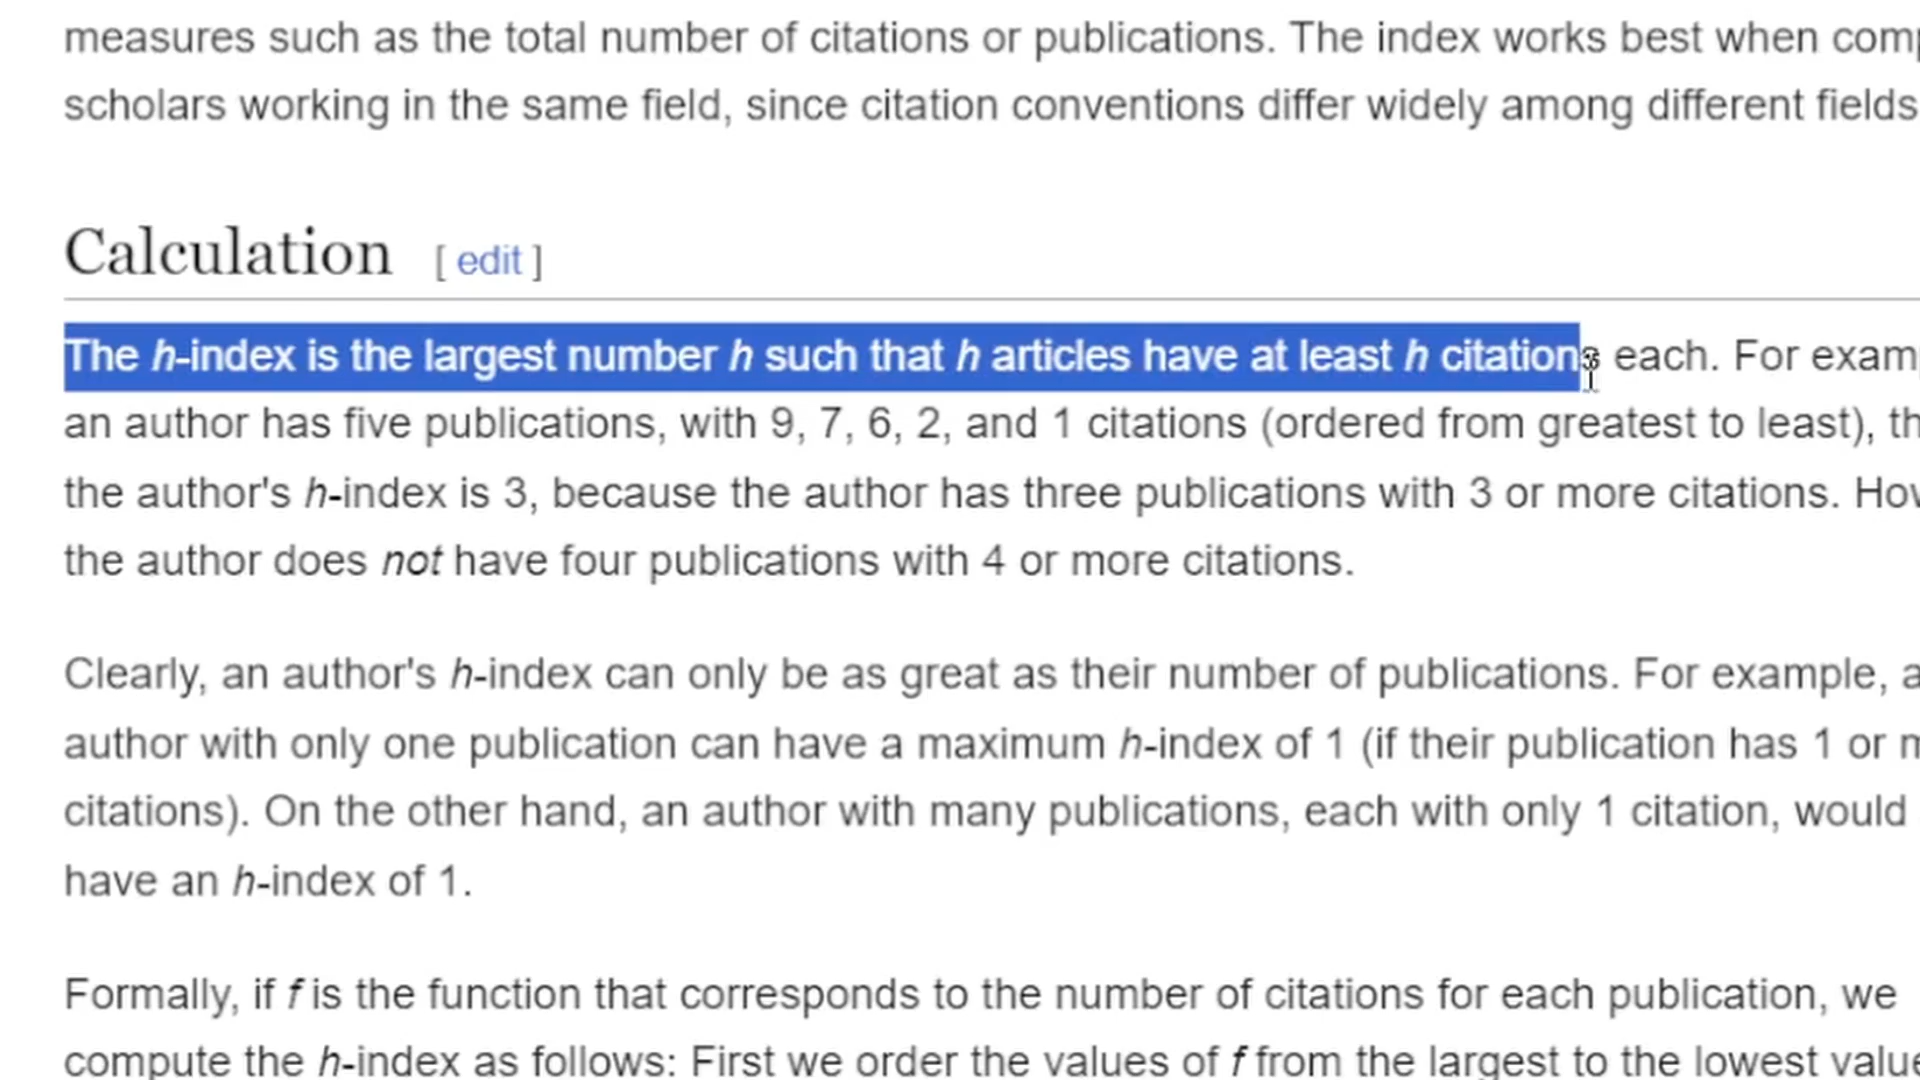 measures such as the total number of citations or publications. The index works best when
scholars working in the same field, since citation conventions differ widely among different fields
Calculation [ edit ]
The h-index is the largest number h such that h articles have at least h citations each. For
an author has five publications, with 9, 7, 6, 2, and 1 citations (ordered from greatest to least),
the author's h-index is 3, because the author has three publications with 3 or more citations.
the author does not have four publications with 4 or more citations.
Clearly, an author's h-index can only be as great as their number of publications. For example,
author with only one publication can have a maximum h-index of 1 (if their publication has 1 or
citations). On the other hand, an author with many publications, each with only 1 citation, would
have an h-index of 1.
Formally, if f is the function that corresponds to the number of citations for each publication, we
compute the h-index as follows: First we order the values of f from the largest to the lowest